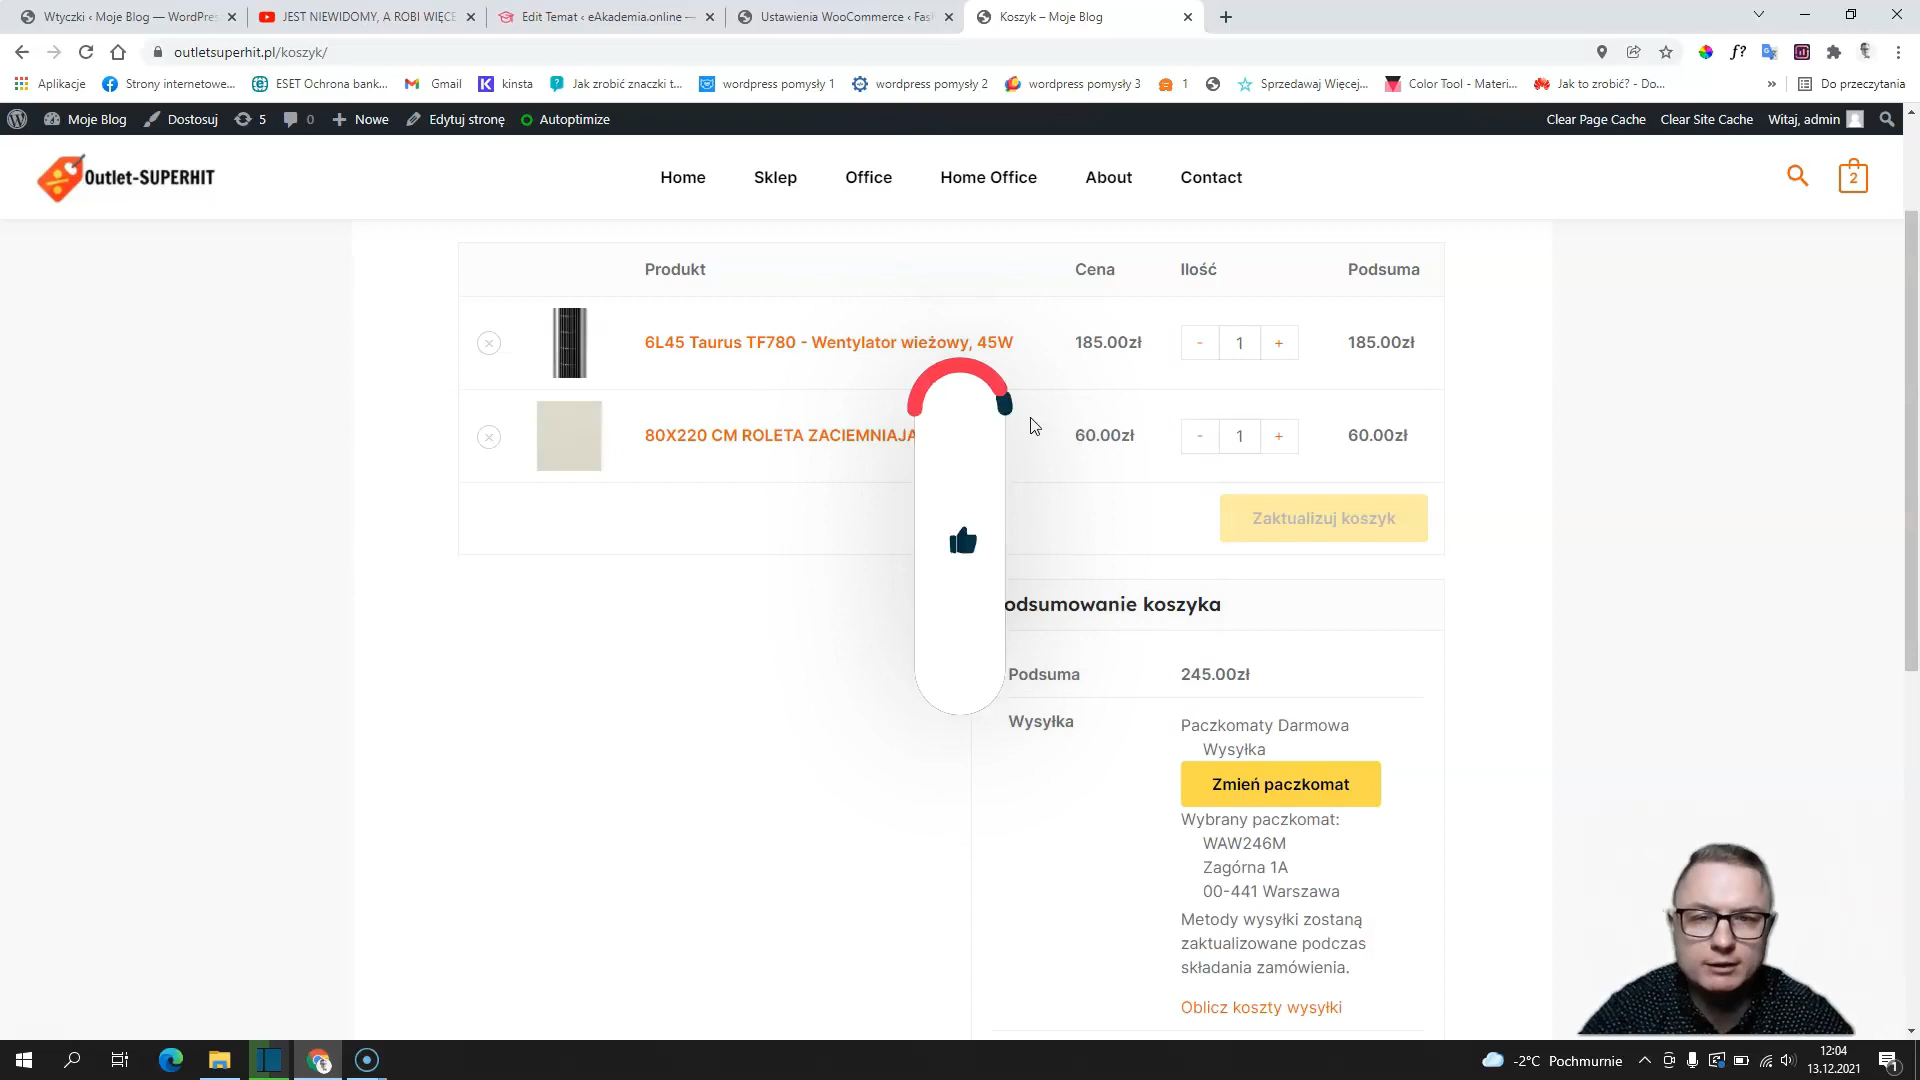 Wtyczki ‹ Moje Blog — WordPres
JEST NIEWIDOMY, A ROBI WIĘCE
Edit Temat ‹ eAkademia.online —
Ustawienia WooCommerce ‹ Fas
Koszyk – Moje Blog
outletsuperhit.pl/koszyk/
Aplikacje
Strony internetowe...
ESET Ochrona bank...
Gmail
kinsta
Jak zrobić znaczki t...
wordpress pomysły 1
wordpress pomysły 2
wordpress pomysły 3
1
Sprzedawaj Więcej,...
Color Tool - Materi...
Jak to zrobić? - Do...
»
Do przeczytania
Moje Blog
Dostosuj
5
0
Nowe
Edytuj stronę
Autoptimize
Clear Page Cache
Clear Site Cache
Witaj, admin
Outlet-SUPERHIT
Home
Sklep
Office
Home Office
About
Contact
2
Produkt
Cena
Ilość
Podsuma
6L45 Taurus TF780 - Wentylator wieżowy, 45W
185.00zł
- 1 +
185.00zł
80X220 CM ROLETA ZACIEMNIAJA
60.00zł
- 1 +
60.00zł
Zaktualizuj koszyk
odsumowanie koszyka
Podsuma
245.00zł
Wysyłka
Paczkomaty Darmowa
Wysyłka
Zmień paczkomat
Wybrany paczkomat:
WAW246M
Zagórna 1A
00-441 Warszawa
Metody wysyłki zostaną
zaktualizowane podczas
składania zamówienia.
Oblicz koszty wysyłki
-2°C Pochmurnie
12:04
13.12.2021
1